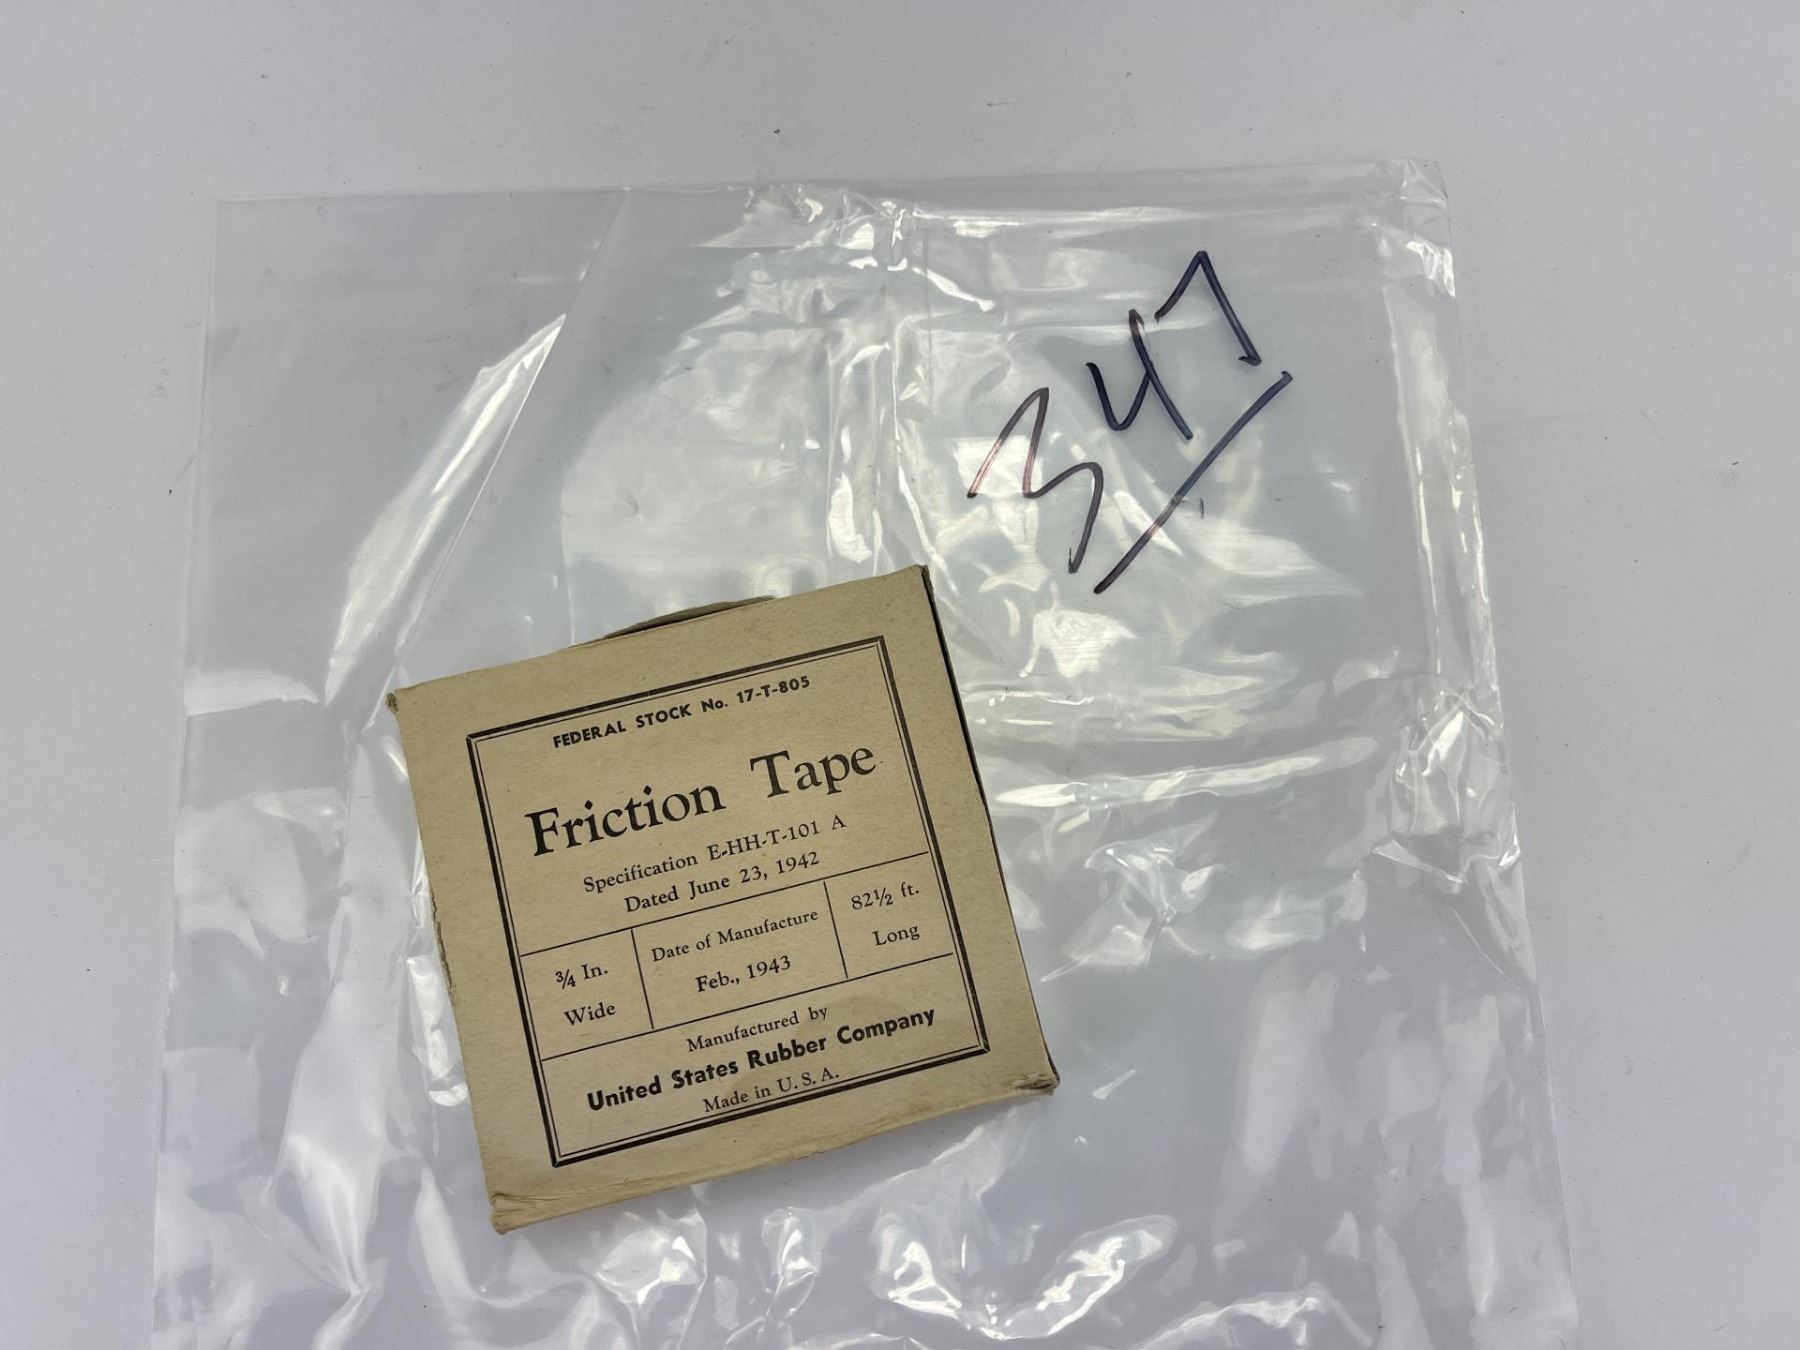 347
FEDERAL STOCK No. 17-T-805
Friction Tape
Specification E-HH-T-101 A
Dated June 23, 1942
¾ In.
Wide
Date of Manufacture
Feb., 1943
82½ ft.
Long
Manufactured by
United States Rubber Company
Made in U. S. A.